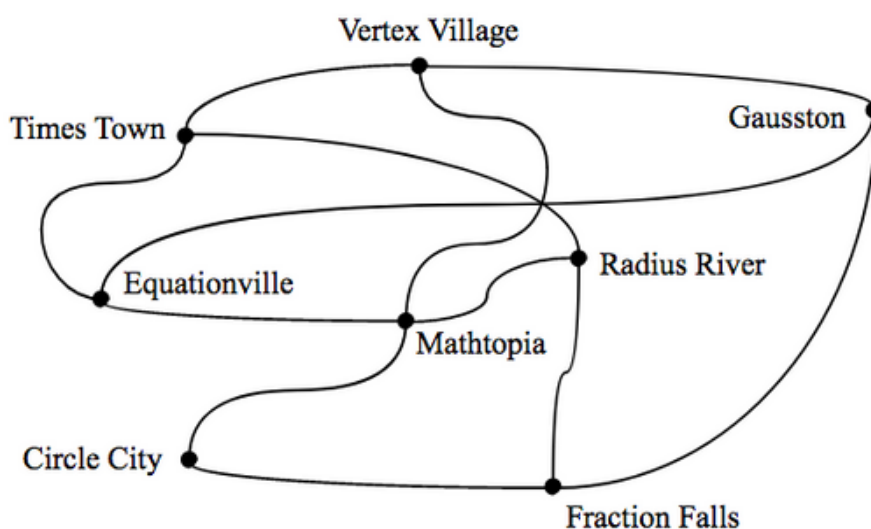 Vertex Village
Gausston
Times Town
Radius River
Equationville
Mathtopia
Circle City
Fraction Falls